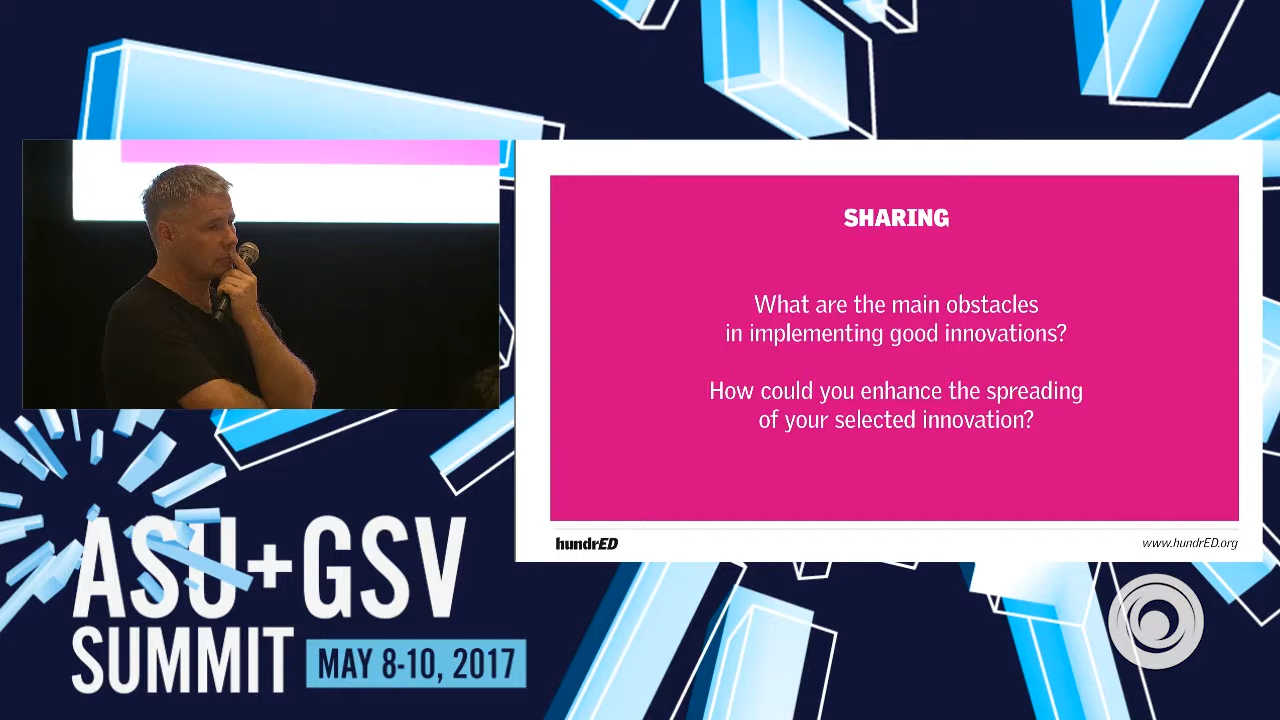 SHARING
What are the main obstacles
in implementing good innovations?
How could you enhance the spreading
of your selected innovation?
hundrED
www.hundrED.org
ASU+GSV
SUMMIT
MAY 8-10, 2017